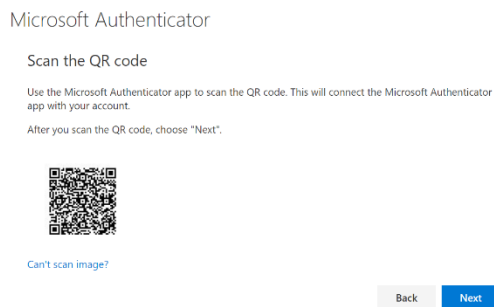 Microsoft Authenticator
Scan the QR code
Use the Microsoft Authenticator app to scan the QR code. This will connect the Microsoft Authenticator
app with your account.
After you scan the QR code, choose "Next".
Can't scan image?
Back Next